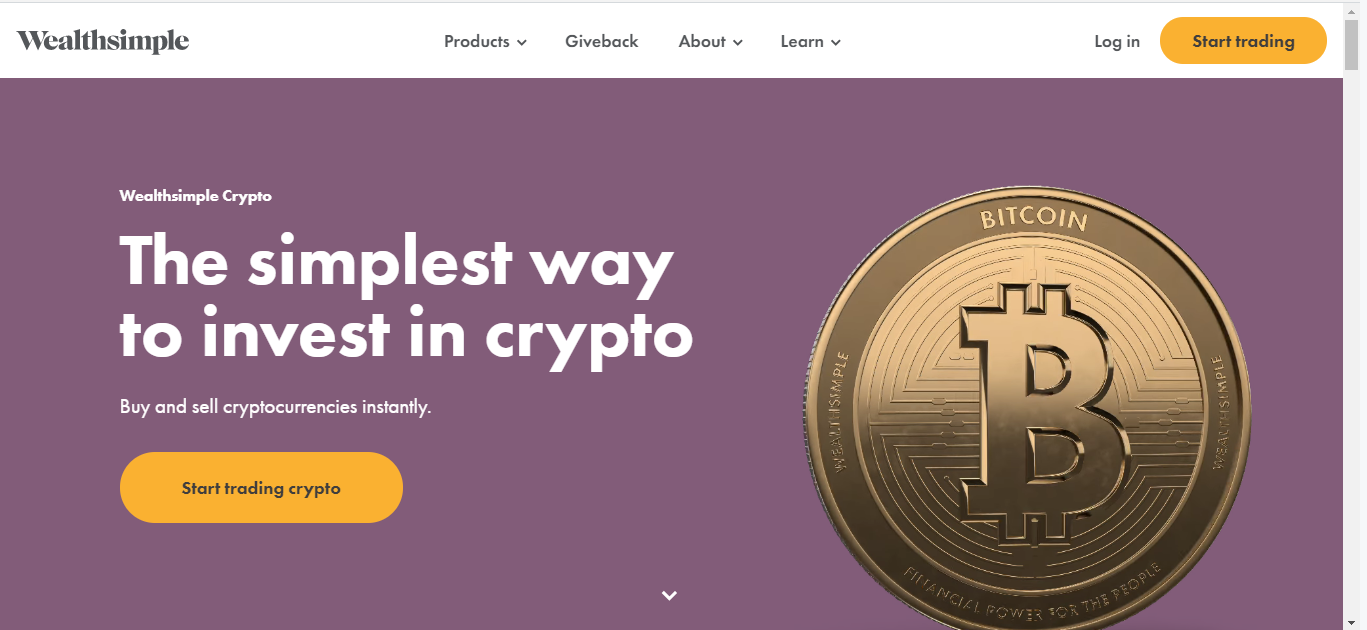 Wealthsimple
Products
Giveback
About
Learn
Log in
Start trading
Wealthsimple Crypto
The simplest way
to invest in crypto
Buy and sell cryptocurrencies instantly.
Start trading crypto
BITCOIN
WEALTHSIMPLE
WEALTHSIMPLE
FINANCIAL POWER FOR THE PEOPLE